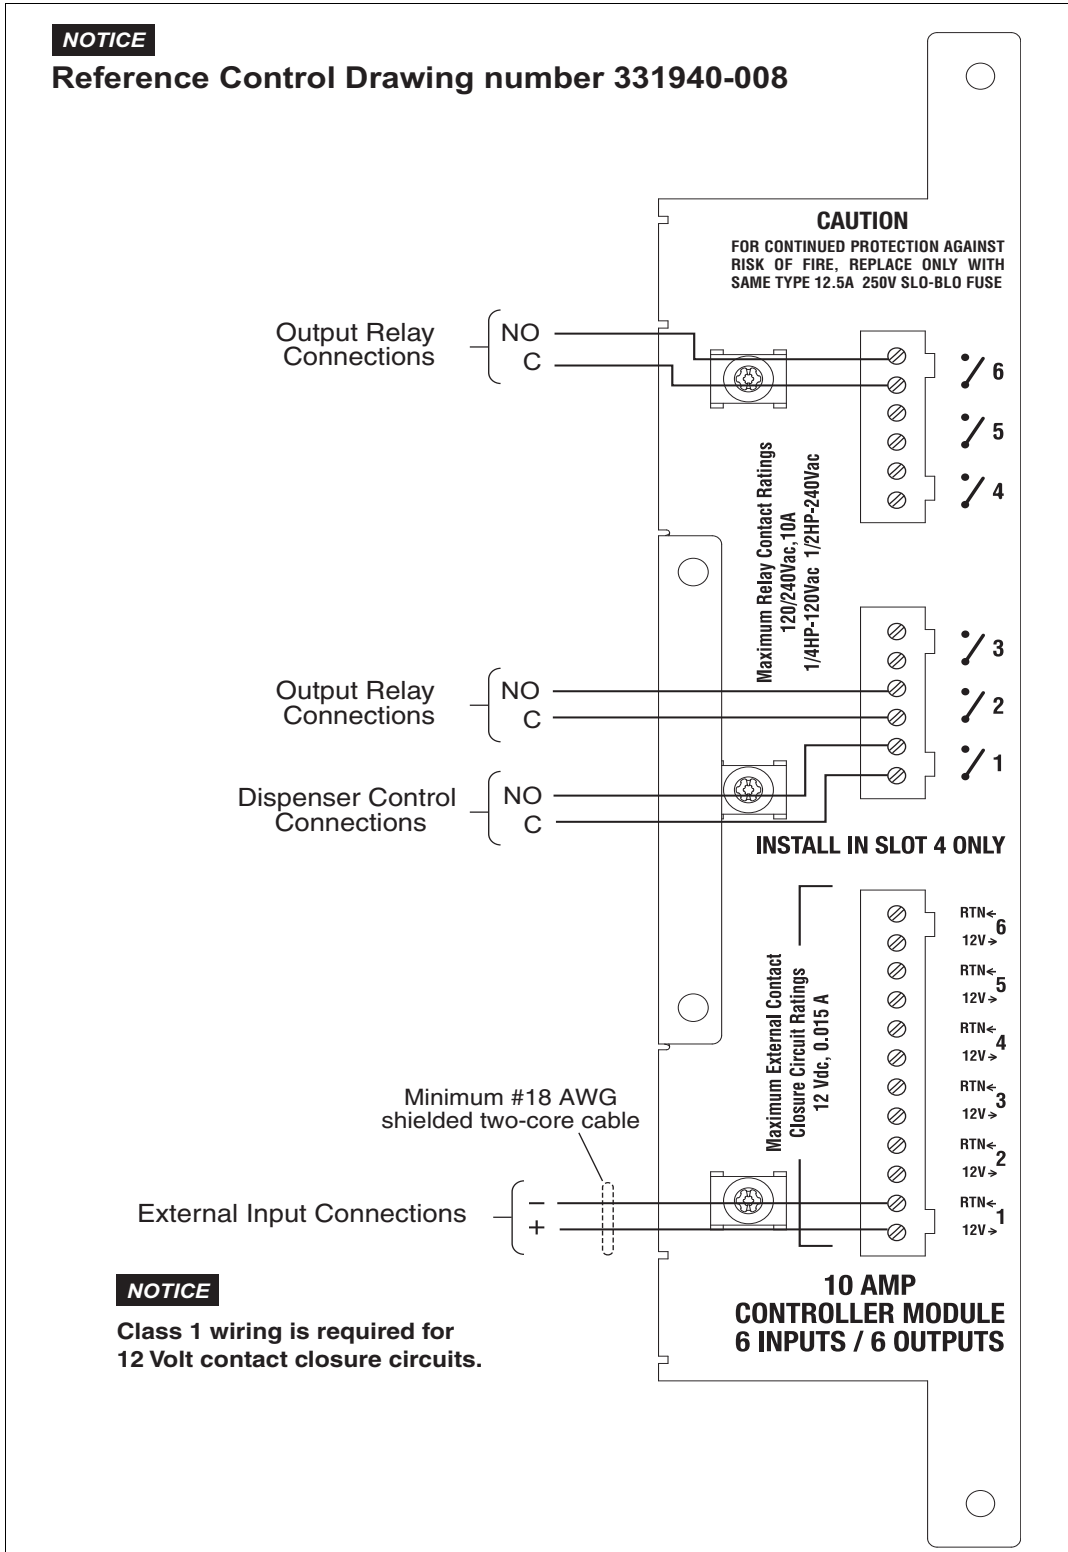 NOTICE
Reference Control Drawing number 331940-008
CAUTION
FOR CONTINUED PROTECTION AGAINST
RISK OF FIRE, REPLACE ONLY WITH
SAME TYPE 12.5A 250V SLO-BLO FUSE
Output Relay
Connections
NO
C
6
5
4
Maximum Relay Contact Ratings
120/240Vac,10A
1/4HP-120Vac 1/2HP-240Vac
3
2
1
Output Relay
Connections
NO
C
Dispenser Control
Connections
NO
C
INSTALL IN SLOT 4 ONLY
Maximum External Contact
Closure Circuit Ratings
12 Vdc, 0.015 A
RTN←
6
12V→
RTN←
5
12V→
RTN←
4
12V→
RTN←
3
12V→
RTN←
2
12V→
RTN←
1
12V→
Minimum #18 AWG
shielded two-core cable
External Input Connections
–
+
10 AMP
CONTROLLER MODULE
6 INPUTS / 6 OUTPUTS
NOTICE
Class 1 wiring is required for
12 Volt contact closure circuits.